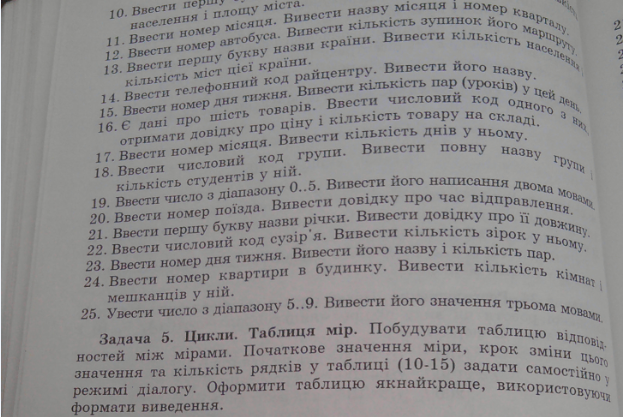 10. Ввести першу
населення і площу міста.
11. Ввести номер місяця. Вивести назву місяця і номер кварталу.
12. Ввести номер автобуса. Вивести кількість зупинок його маршруту.
13. Ввести першу букву назви країни. Вивести кількість населення і
кількість міст цієї країни.
14. Ввести телефонний код райцентру. Вивести його назву.
15. Ввести номер дня тижня. Вивести кількість пар (уроків) у цей день.
16. Є дані про шість товарів. Ввести числовий код одного з них,
отримати довідку про ціну і кількість товару на складі.
17. Ввести номер місяця. Вивести кількість днів у ньому.
18. Ввести числовий код групи. Вивести повну назву групи і
кількість студентів у ній.
19. Ввести число з діапазону 0..5. Вивести його написання двома мовами.
20. Ввести номер поїзда. Вивести довідку про час відправлення.
21. Ввести першу букву назви річки. Вивести довідку про її довжину.
22. Ввести числовий код сузір'я. Вивести кількість зірок у ньому.
23. Ввести номер дня тижня. Вивести його назву і кількість пар.
24. Ввести номер квартири в будинку. Вивести кількість кімнат і
мешканців у ній.
25. Увести число з діапазону 5..9. Вивести його значення трьома мовами.
Задача 5. Цикли. Таблиця мір. Побудувати таблицю відповід-
ностей між мірами. Початкове значення міри, крок зміни цього
значення та кількість рядків у таблиці (10-15) задати самостійно у
режимі діалогу. Оформити таблицю якнайкраще, використовуючи
формати виведення.